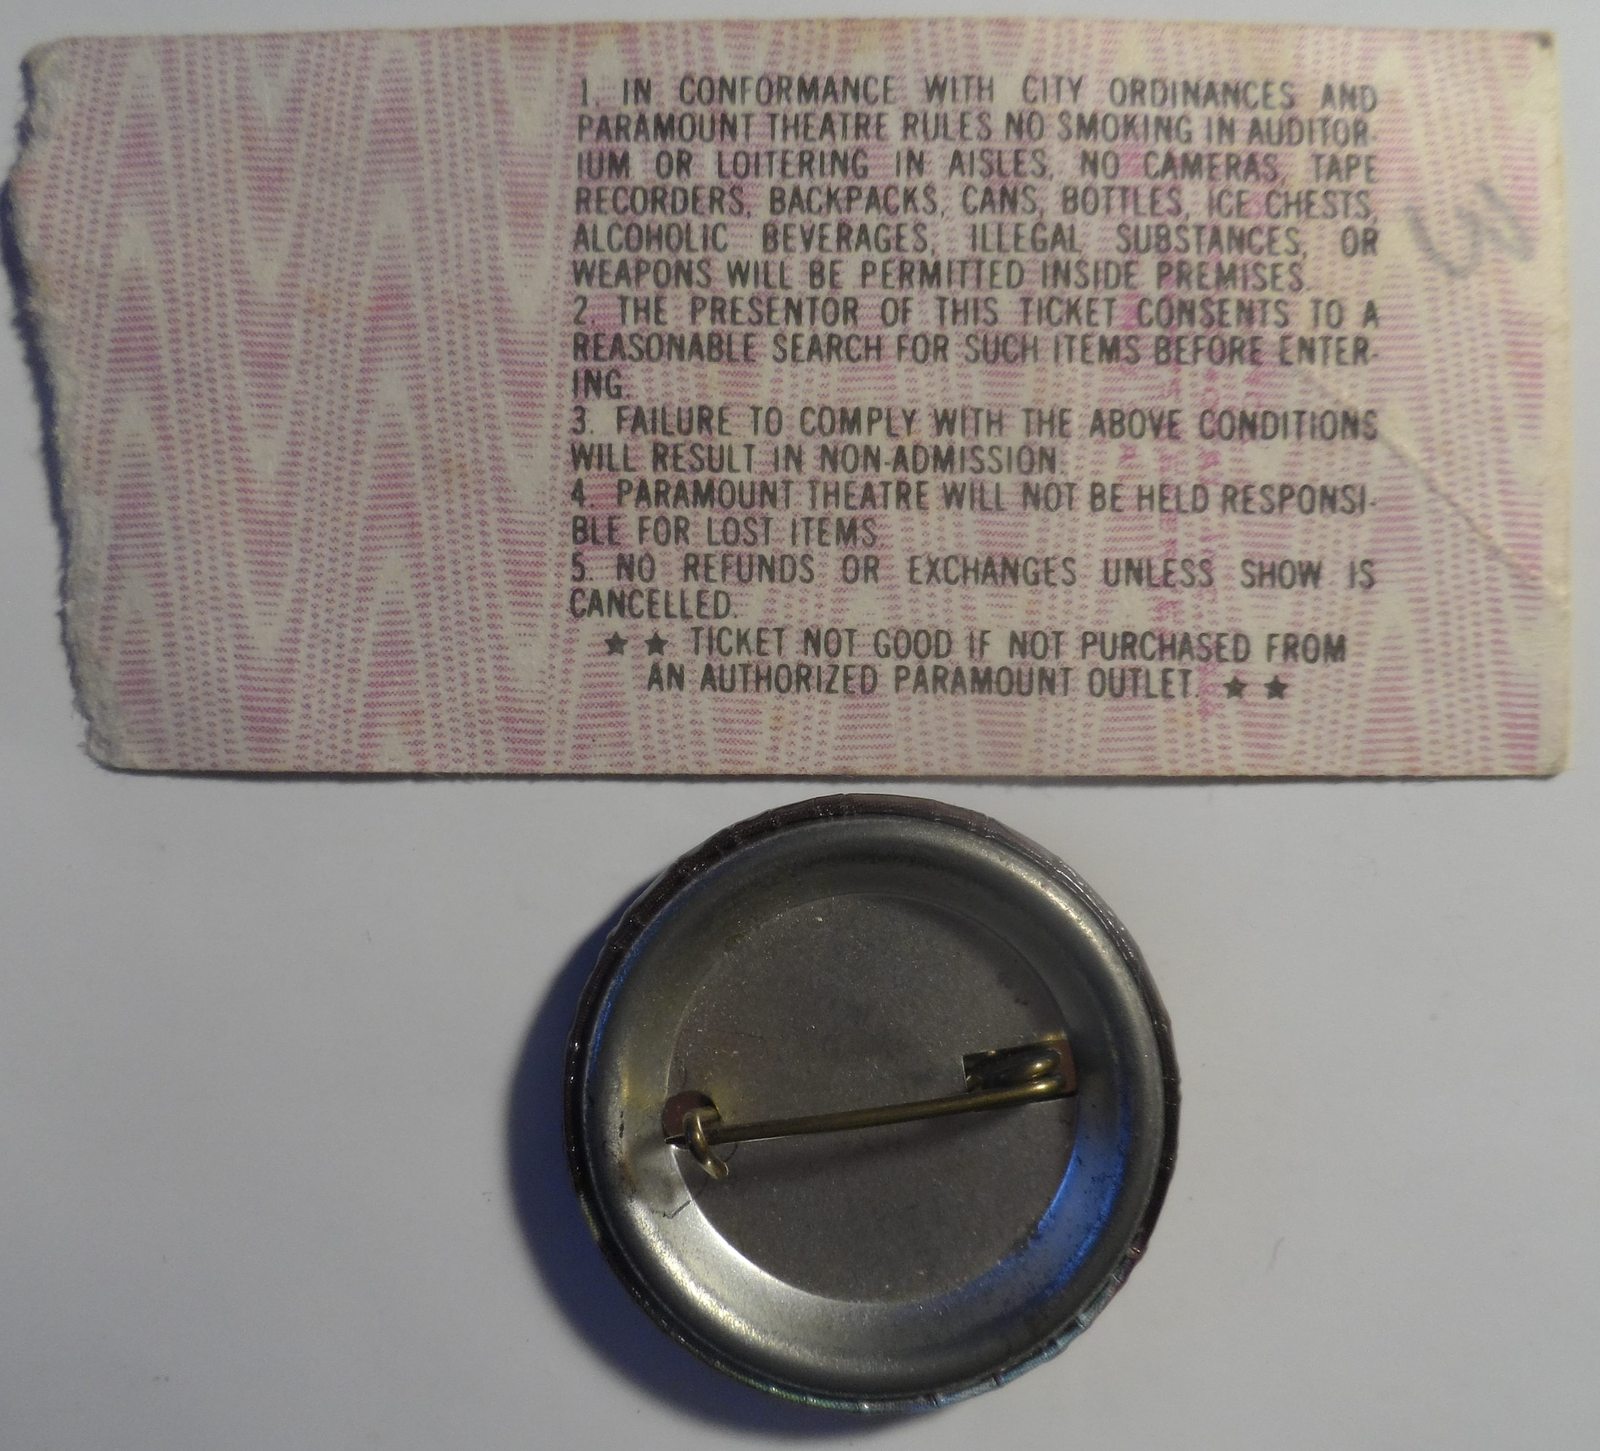 1. IN CONFORMANCE WITH CITY ORDINANCES AND
PARAMOUNT THEATRE RULES NO SMOKING IN AUDITOR-
IUM OR LOITERING IN AISLES, NO CAMERAS, TAPE
RECORDERS, BACKPACKS, CANS, BOTTLES, ICE CHESTS,
ALCOHOLIC BEVERAGES, ILLEGAL SUBSTANCES, OR
WEAPONS WILL BE PERMITTED INSIDE PREMISES.
2. THE PRESENTOR OF THIS TICKET CONSENTS TO A
REASONABLE SEARCH FOR SUCH ITEMS BEFORE ENTER-
ING.
3. FAILURE TO COMPLY WITH THE ABOVE CONDITIONS
WILL RESULT IN NON-ADMISSION.
4. PARAMOUNT THEATRE WILL NOT BE HELD RESPONSI-
BLE FOR LOST ITEMS.
5. NO REFUNDS OR EXCHANGES UNLESS SHOW IS
CANCELLED.
★ ★ TICKET NOT GOOD IF NOT PURCHASED FROM
AN AUTHORIZED PARAMOUNT OUTLET. ★ ★